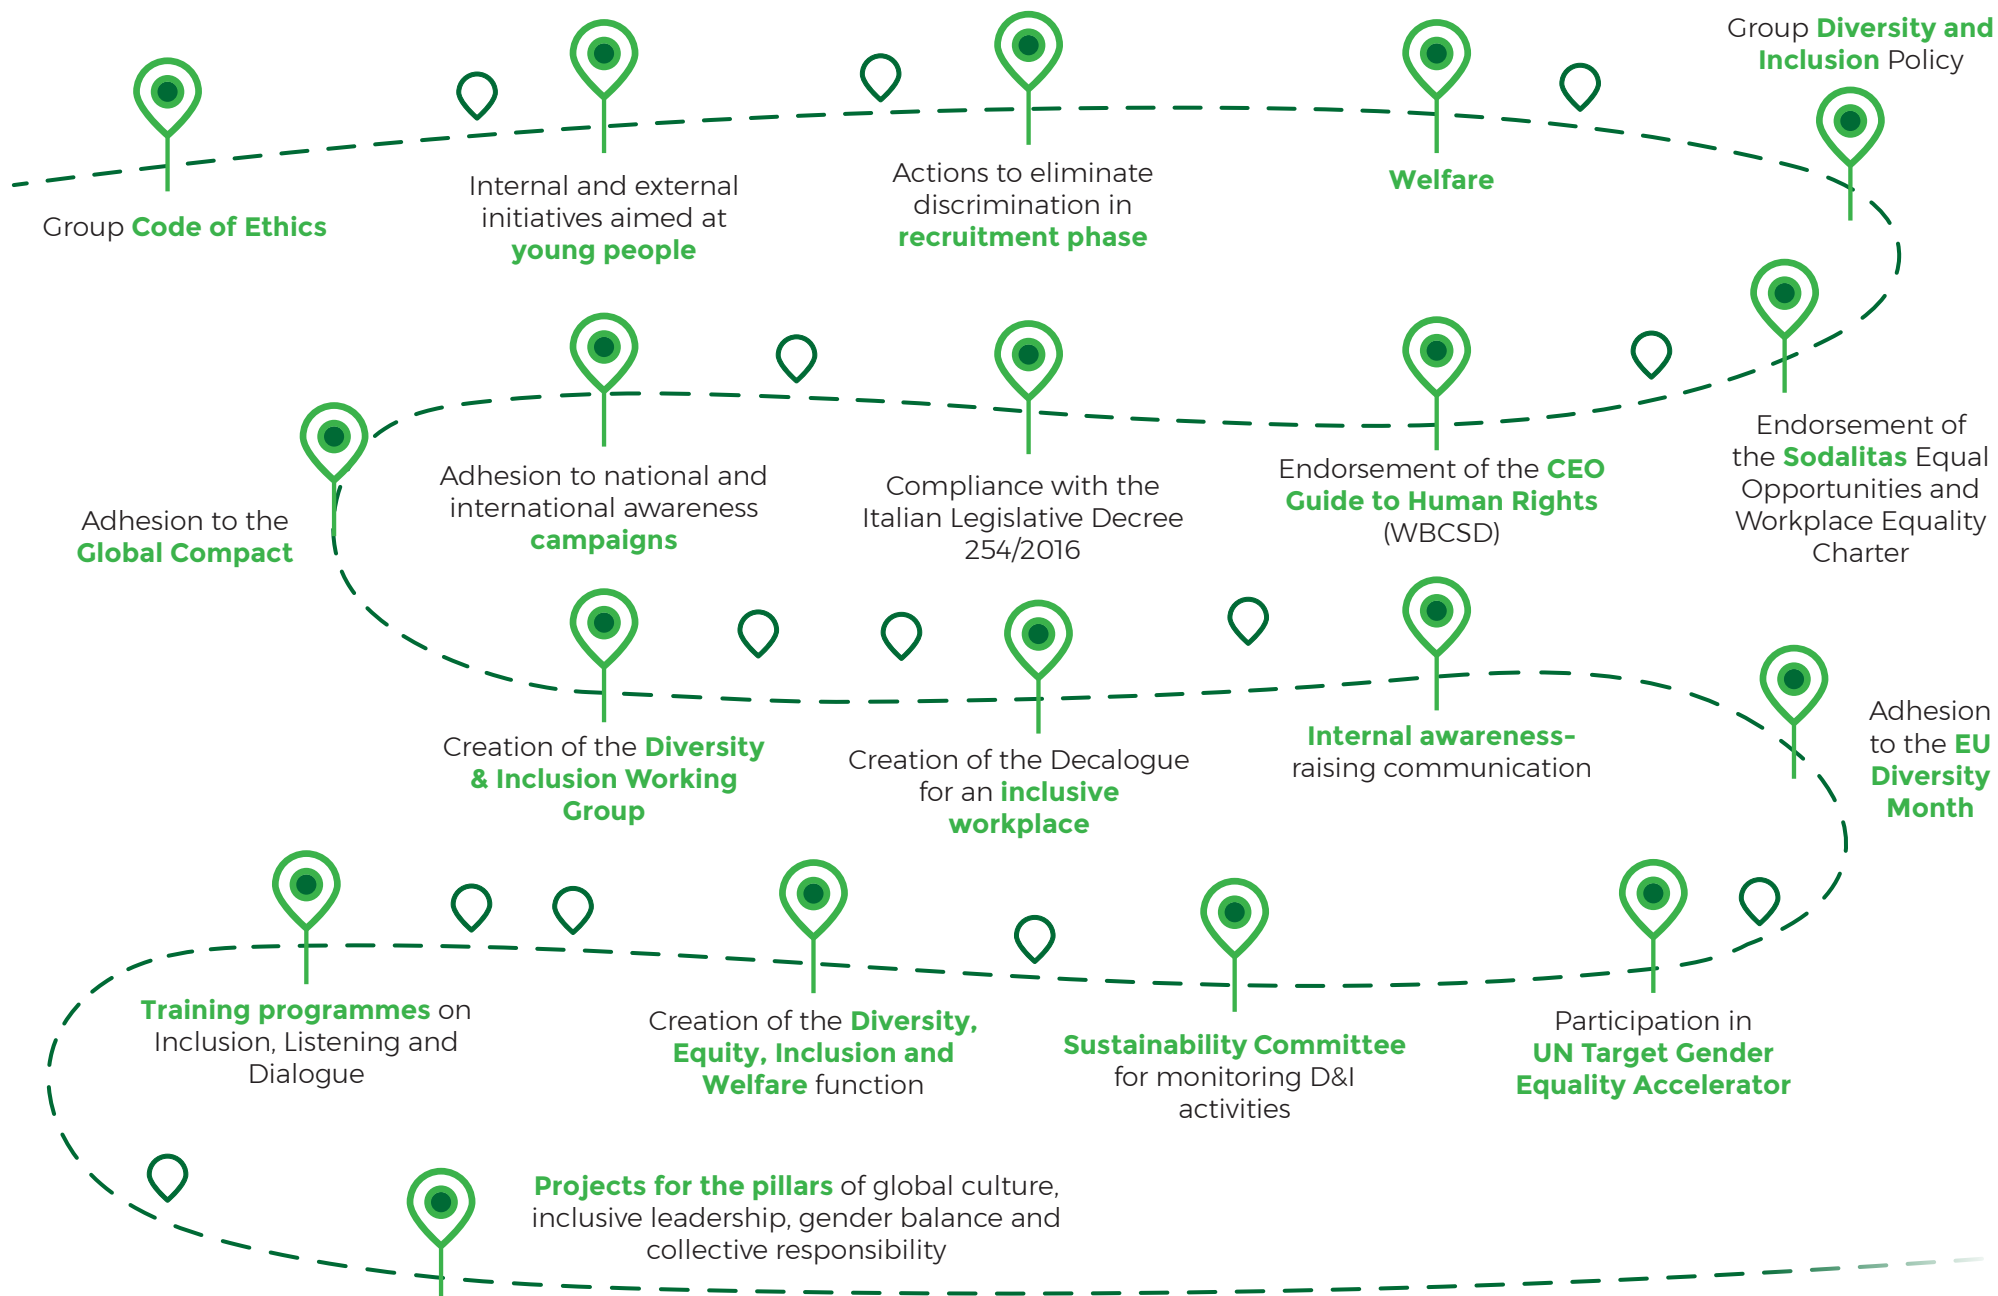 Group Code of Ethics
Internal and external
initiatives aimed at
young people
Actions to eliminate
discrimination in
recruitment phase
Welfare
Group Diversity and
Inclusion Policy
Endorsement of
the Sodalitas Equal
Opportunities and
Workplace Equality
Charter
Endorsement of the CEO
Guide to Human Rights
(WBCSD)
Compliance with the
Italian Legislative Decree
254/2016
Adhesion to national and
international awareness
campaigns
Adhesion to the
Global Compact
Creation of the Diversity
& Inclusion Working
Group
Creation of the Decalogue
for an inclusive
workplace
Internal awareness-
raising communication
Adhesion
to the EU
Diversity
Month
Participation in
UN Target Gender
Equality Accelerator
Sustainability Committee
for monitoring D&I
activities
Creation of the Diversity,
Equity, Inclusion and
Welfare function
Training programmes on
Inclusion, Listening and
Dialogue
Projects for the pillars of global culture,
inclusive leadership, gender balance and
collective responsibility